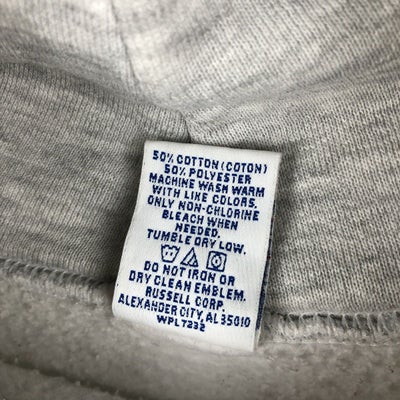 50% COTTON (COTON)
50% POLYESTER
MACHINE WASH WARM
WITH LIKE COLORS.
ONLY NON-CHLORINE
BLEACH WHEN
NEEDED.
TUMBLE DRY LOW.
DO NOT IRON OR
DRY CLEAN EMBLEM.
RUSSELL CORP.
ALEXANDER CITY, AL 35010
WPL7232